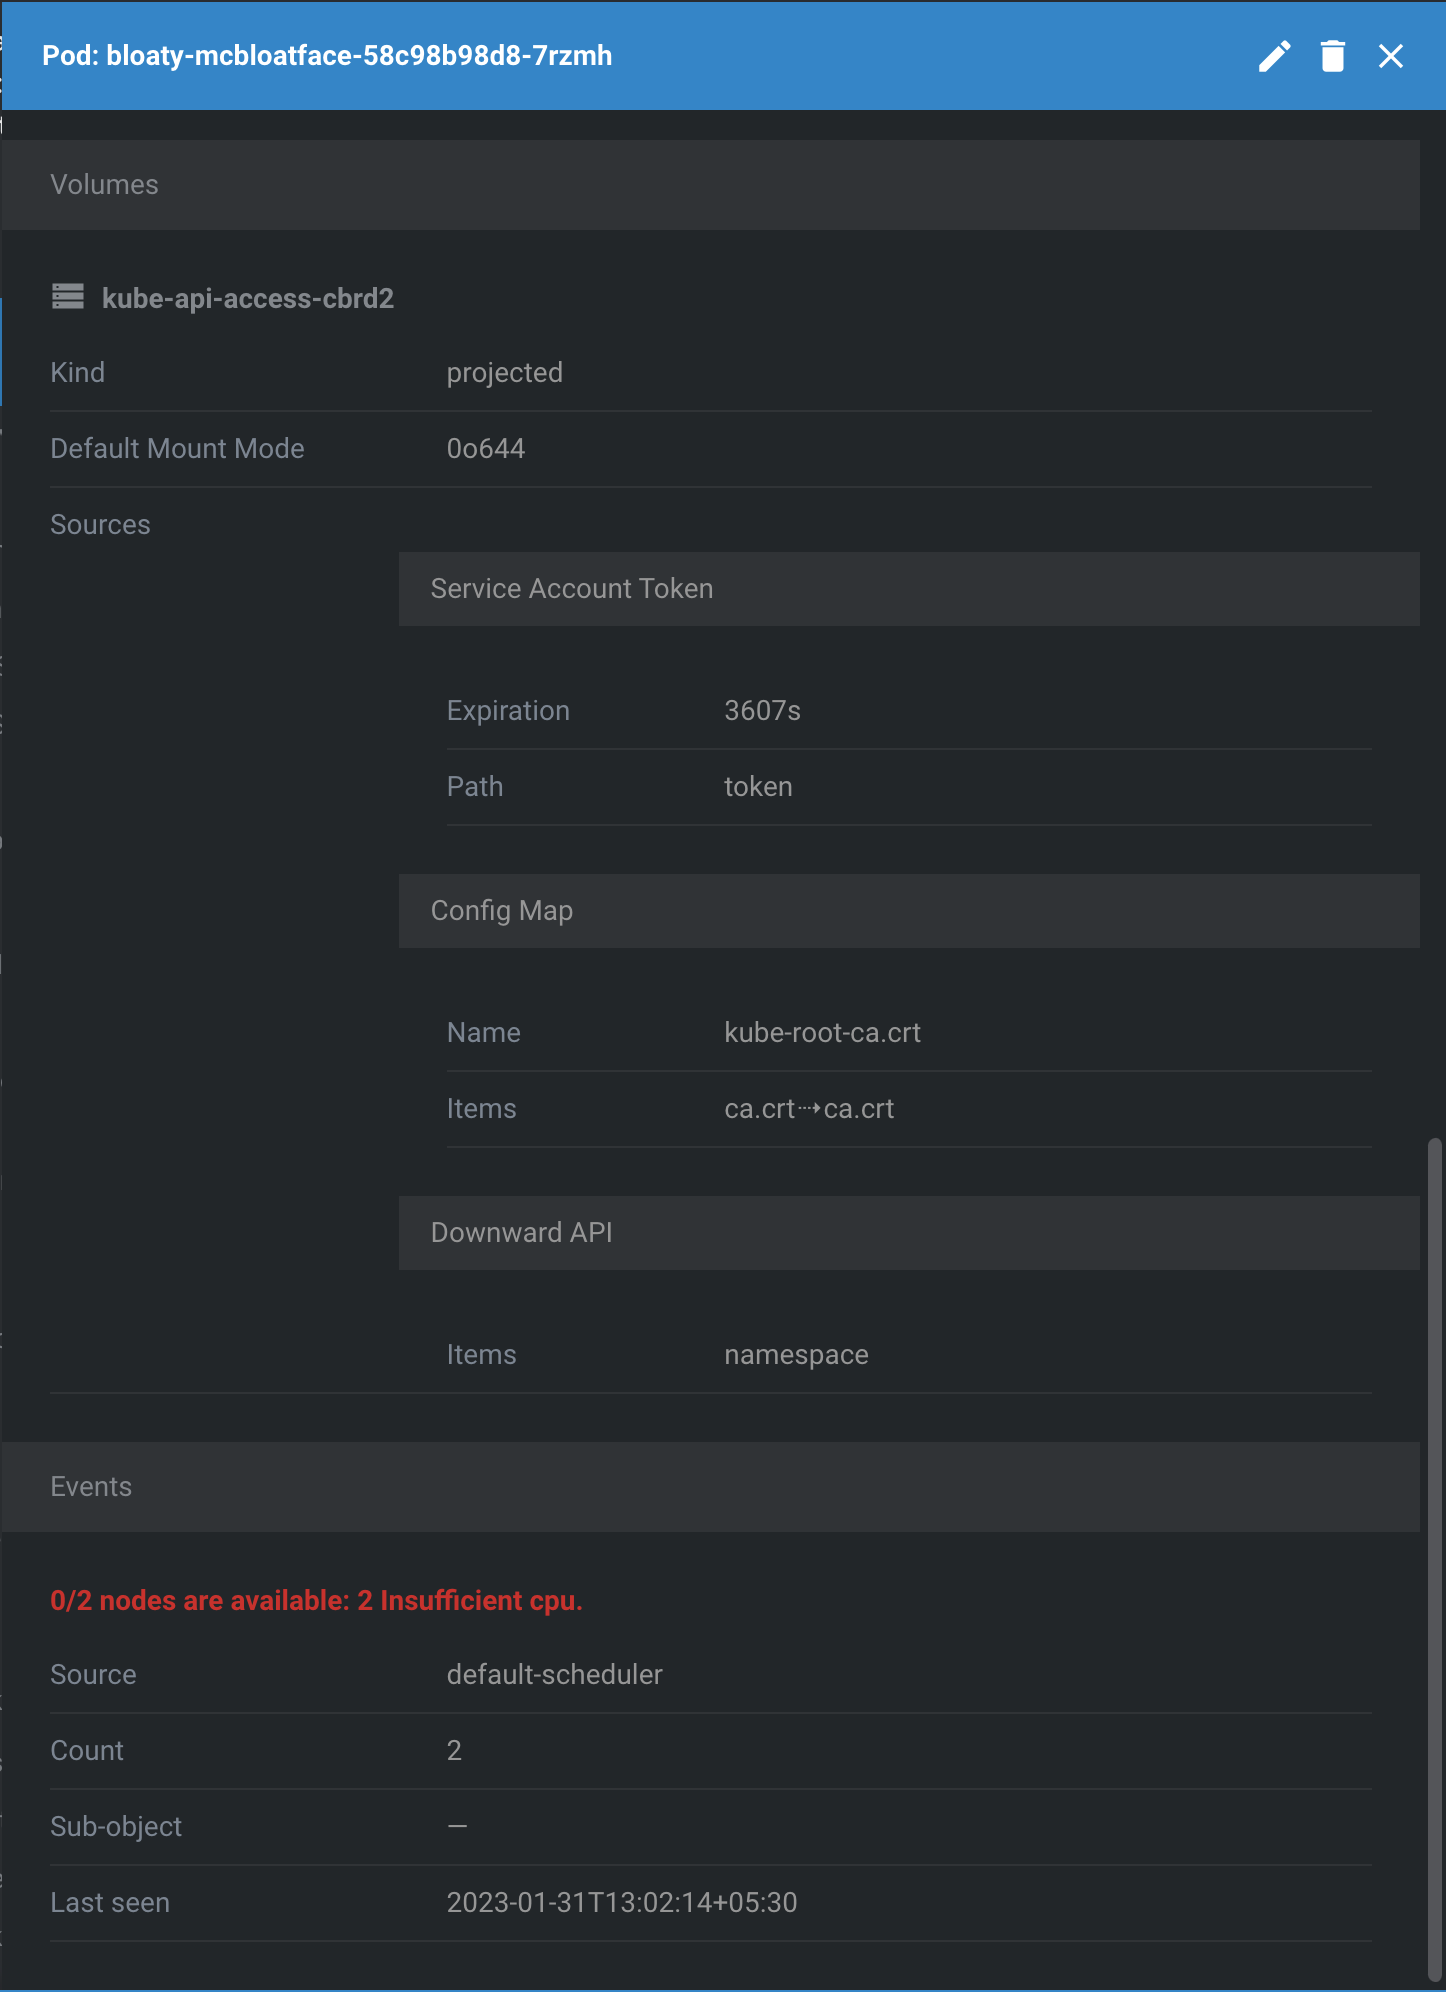 Pod: bloaty-mcbloatface-58c98b98d8-7rzmh
Volumes
kube-api-access-cbrd2
Kind projected
Default Mount Mode 0o644
Sources
Service Account Token
Expiration 3607s
Path token
Config Map
Name kube-root-ca.crt
Items ca.crt⤑ca.crt
Downward API
Items namespace
Events
0/2 nodes are available: 2 Insufficient cpu.
Source default-scheduler
Count 2
Sub-object —
Last seen 2023-01-31T13:02:14+05:30